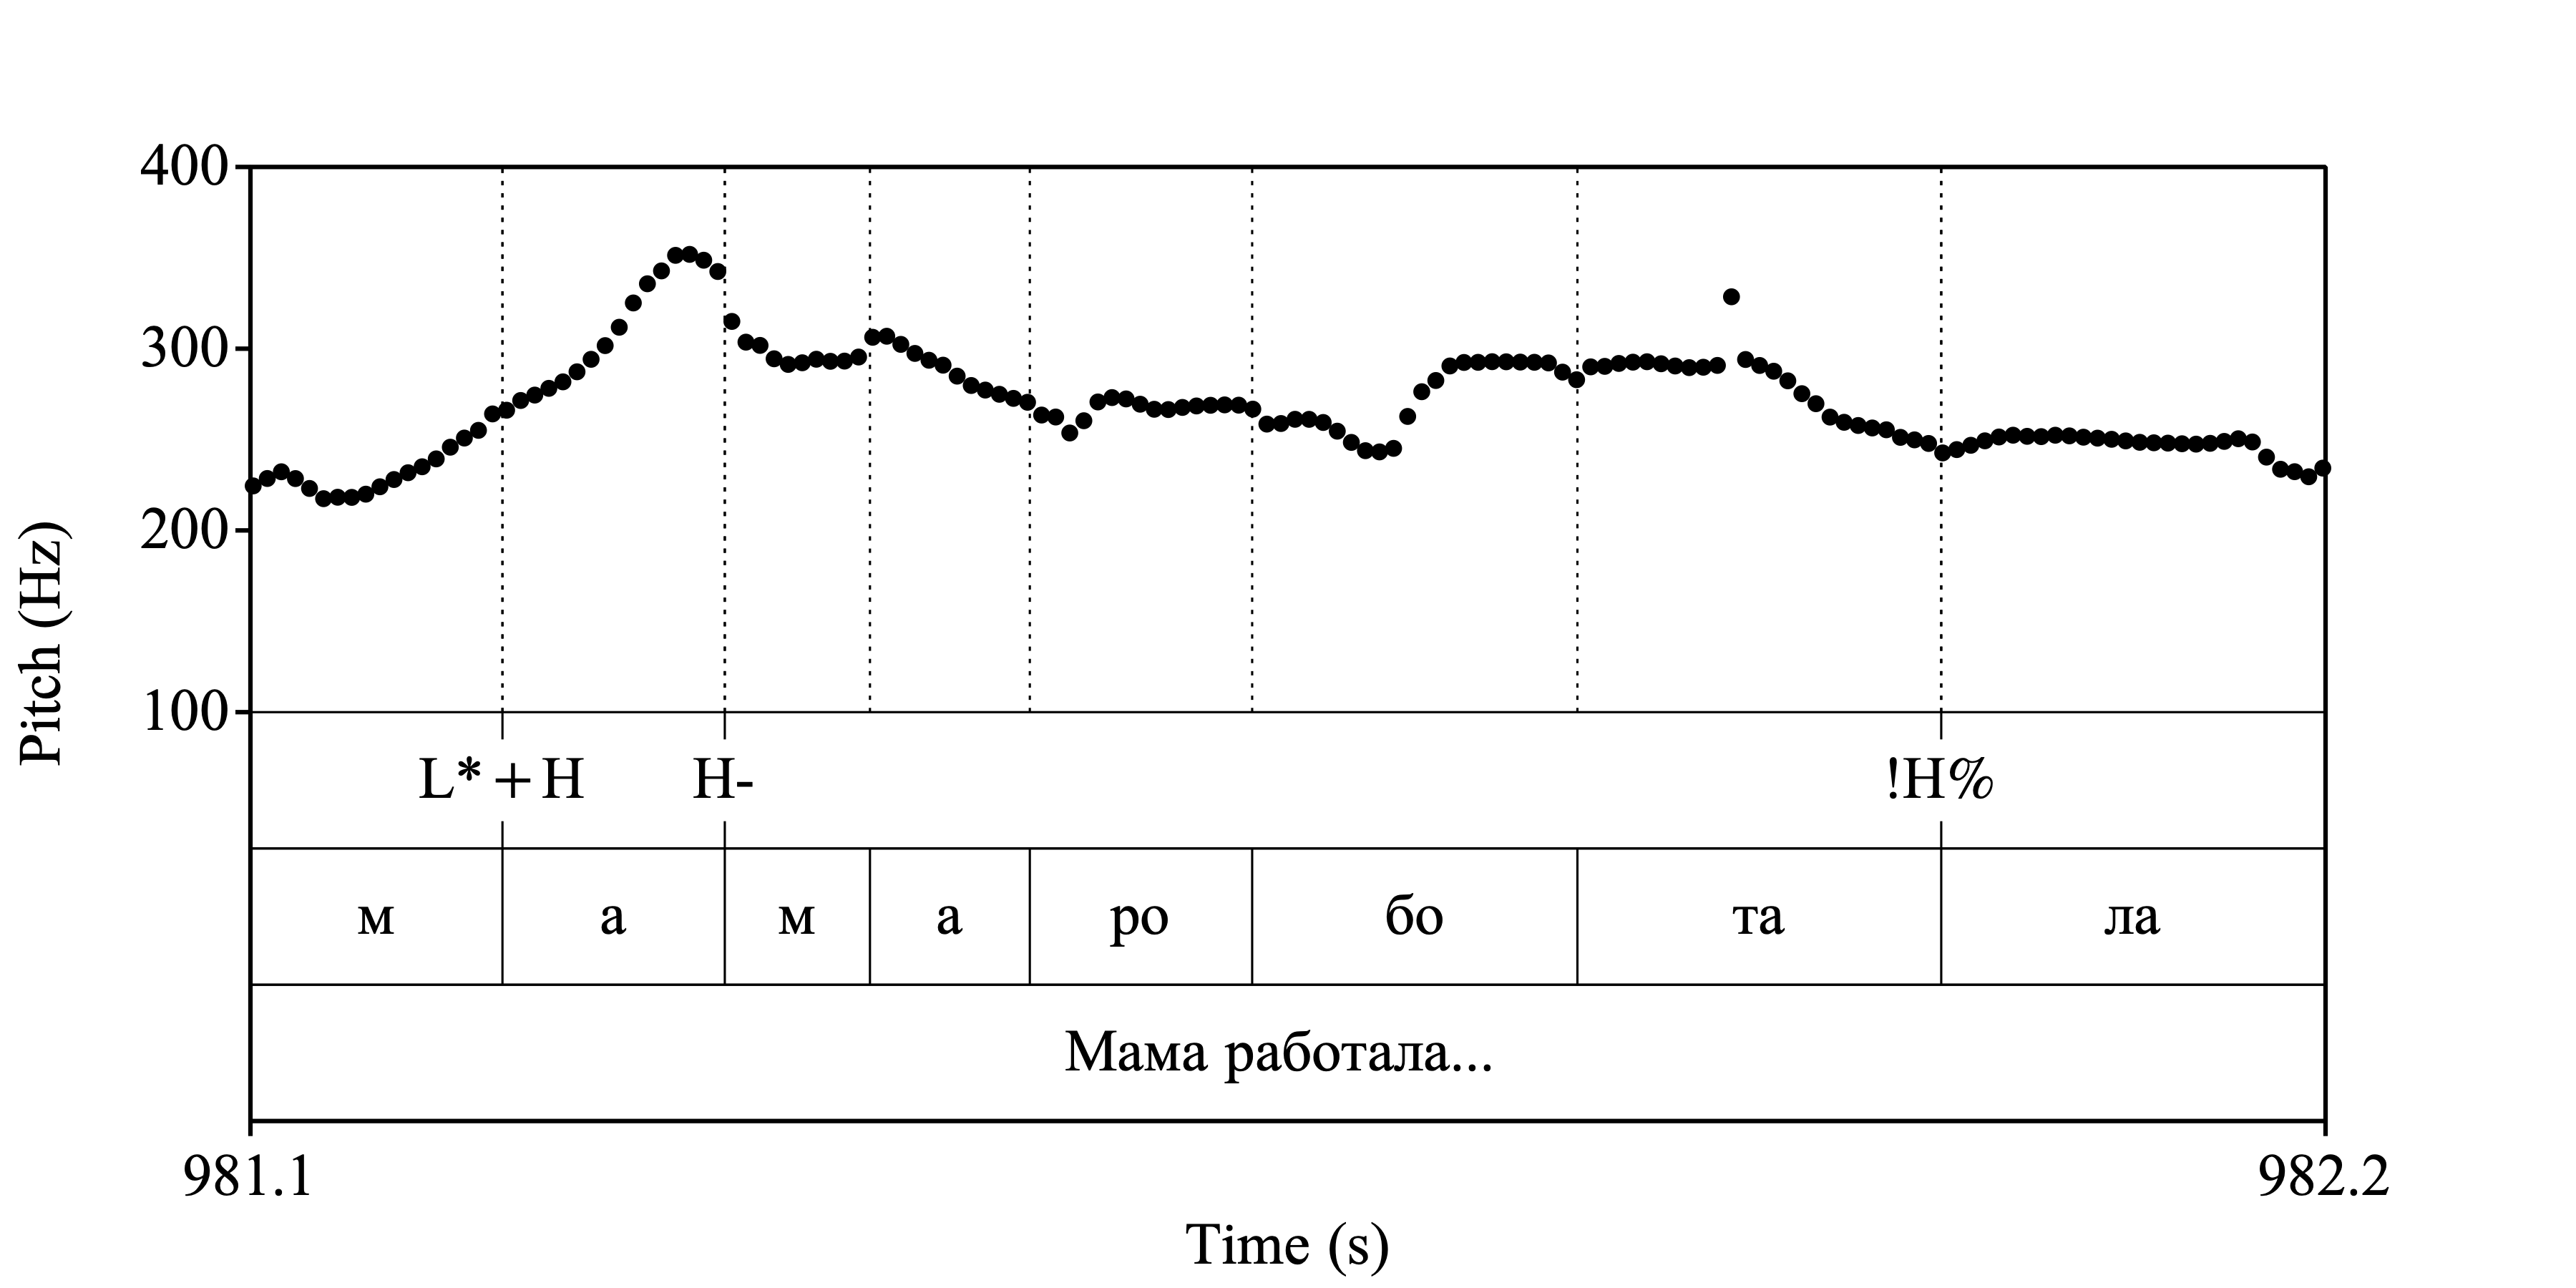 400
300
200
100
Pitch (Hz)
L*+H H- !H%
м а м а ро бо та ла
Мама работала...
981.1 982.2
Time (s)